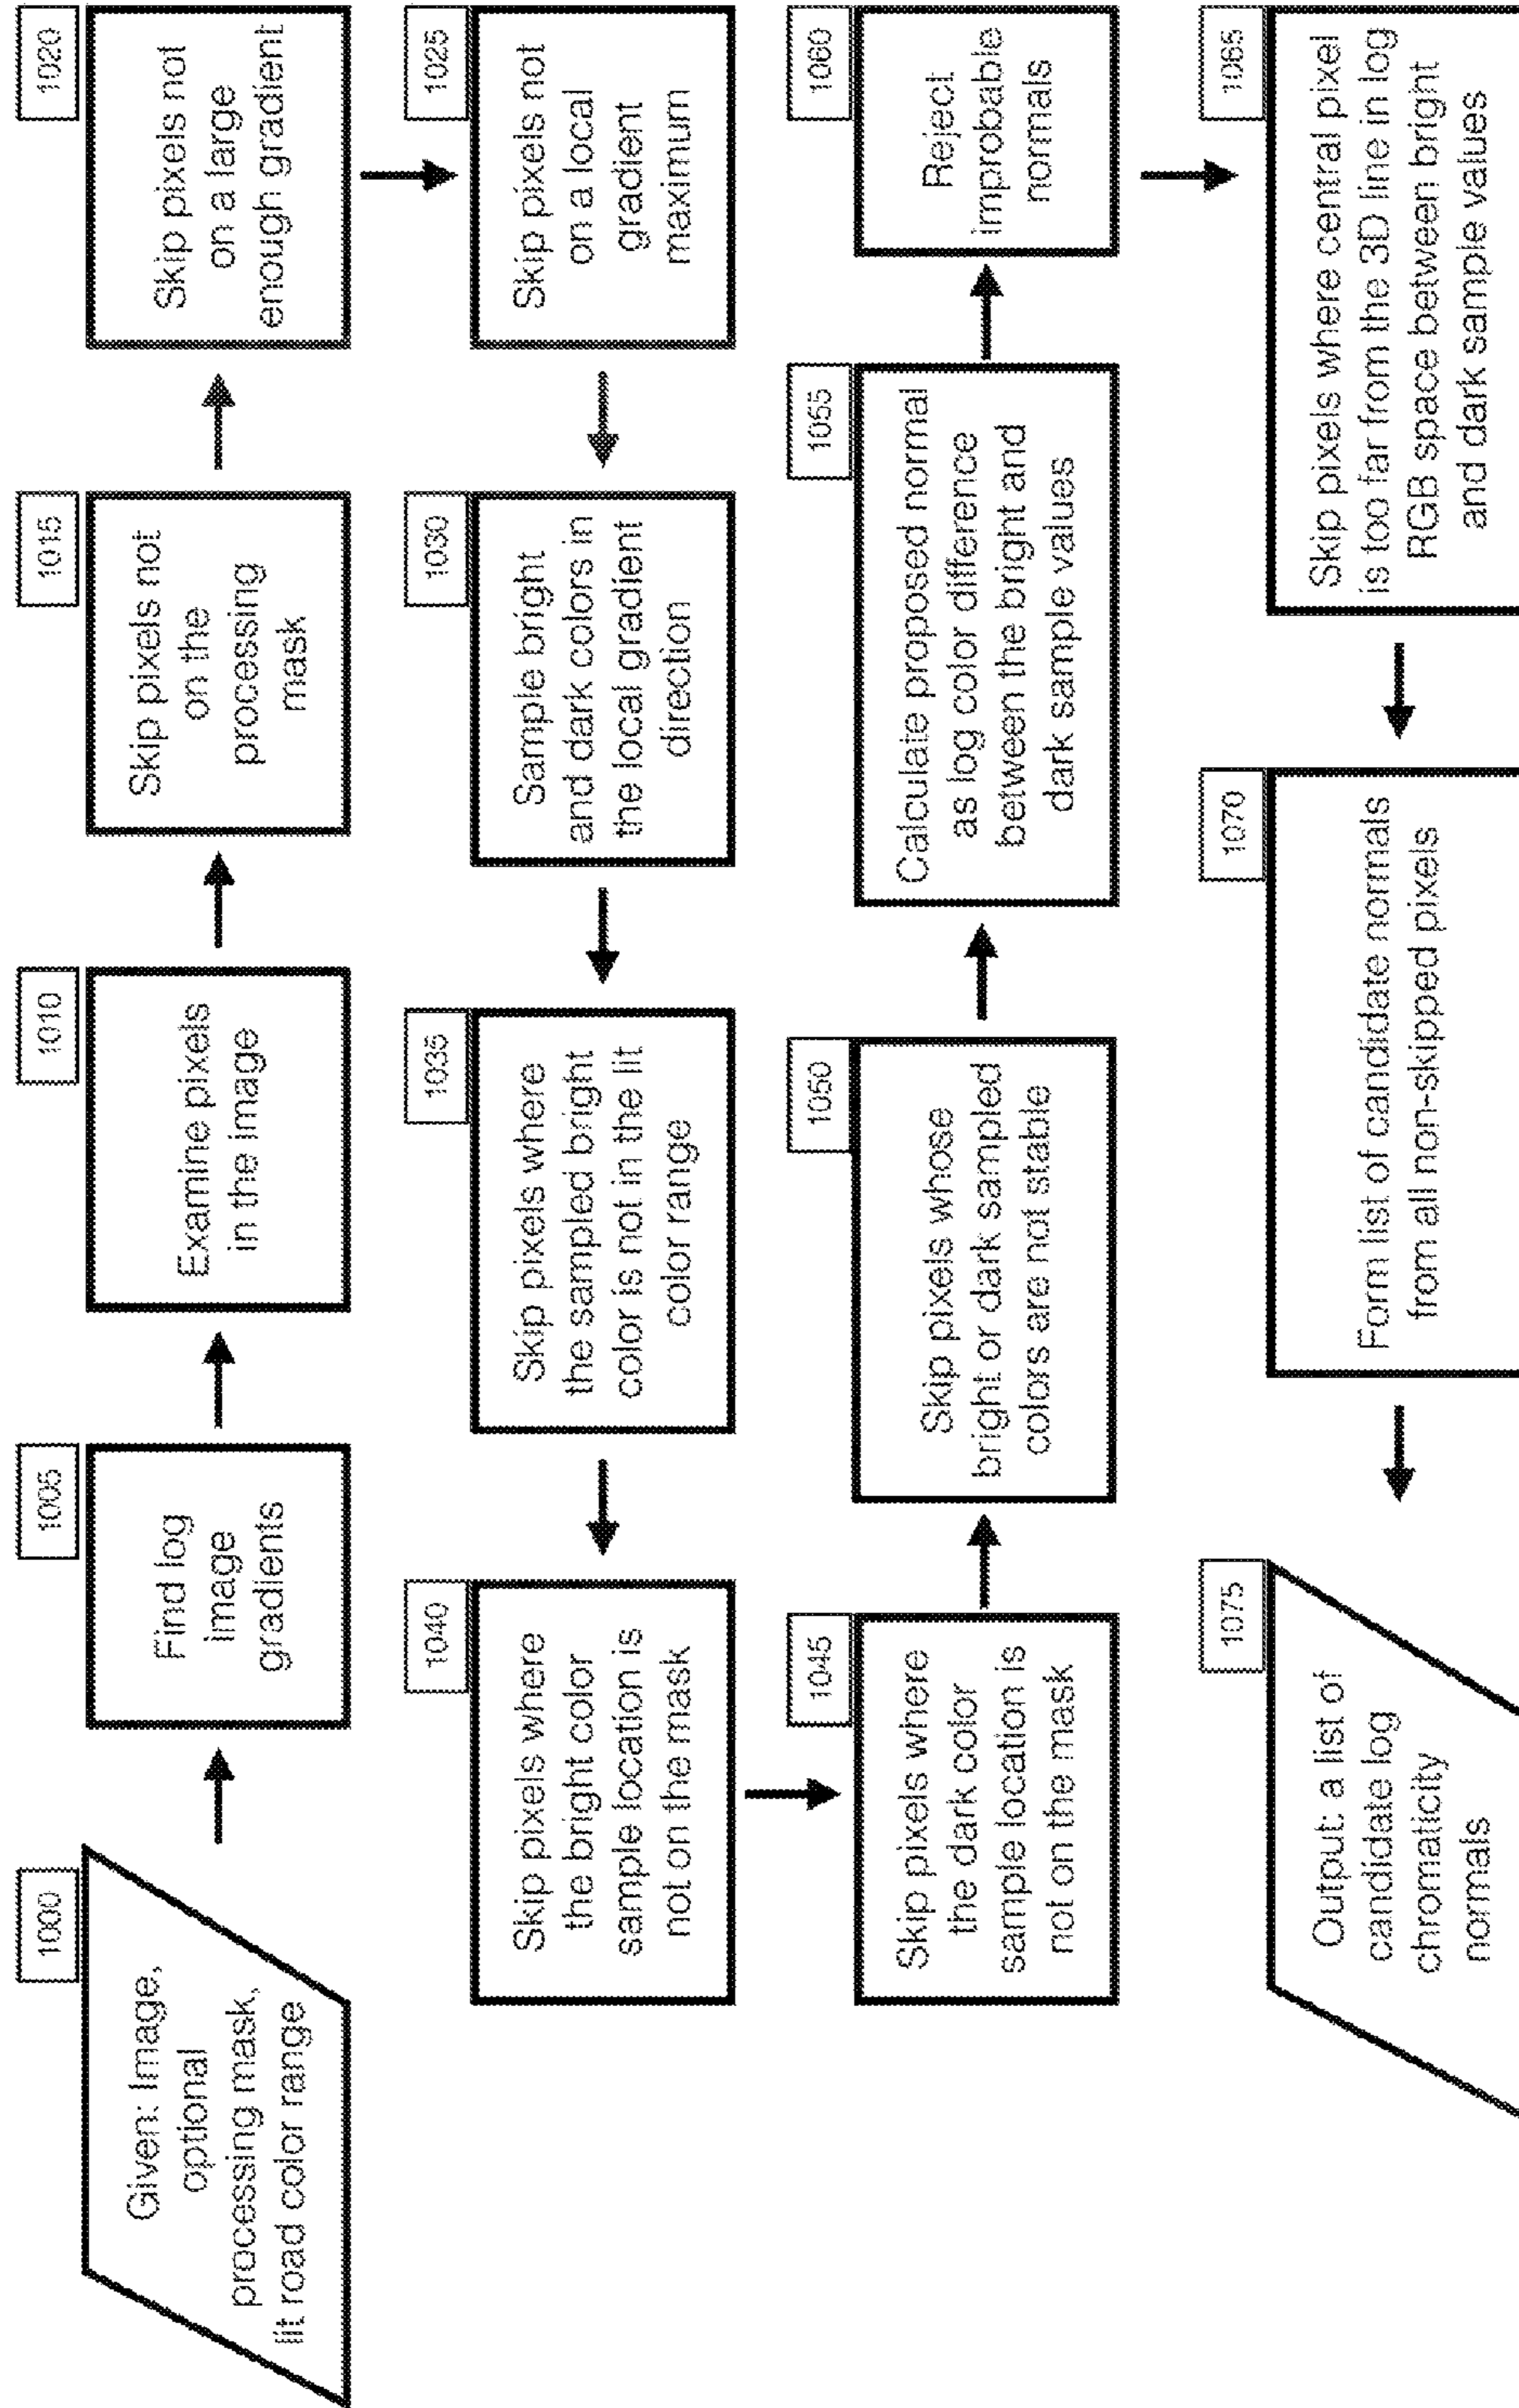 1000
Given: Image,
optional
processing mask,
lit road color range
1005
Find log
image
gradients
1010
Examine pixels
in the image
1015
Skip pixels not
on the
processing
mask
1020
Skip pixels not
on a large
enough gradient
1025
Skip pixels not
on a local
gradient
maximum
1030
Sample bright
and dark colors in
the local gradient
direction
1035
Skip pixels where
the sampled bright
color is not in the lit
color range
1040
Skip pixels where
the bright color
sample location is
not on the mask
1045
Skip pixels where
the dark color
sample location is
not on the mask
1050
Skip pixels whose
bright or dark sampled
colors are not stable
1055
Calculate proposed normal
as log color difference
between the bright and
dark sample values
1060
Reject
improbable
normals
1065
Skip pixels where central pixel
is too far from the 3D line in log
RGB space between bright
and dark sample values
1070
Form list of candidate normals
from all non-skipped pixels
1075
Output: a list of
candidate log
chromaticity
normals